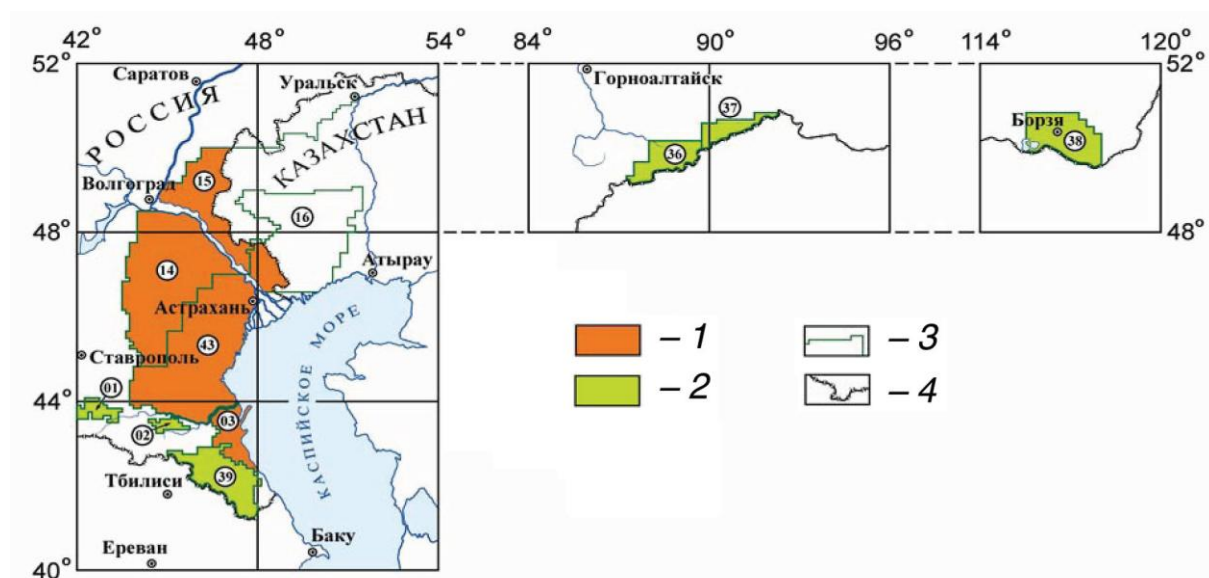 42° 48° 54° 84° 90° 96° 114° 120°
52° 52°
Саратов
Уральск
РОССИЯ
КАЗАХСТАН
Горноалтайск
37
36
Борзя
38
15
Волгоград
16
48° 48°
14
Атырау
Астрахань
43
Ставрополь
01
КАСПИЙСКОЕ МОРЕ
– 1
– 2
– 3
– 4
44°
03
02
39
Тбилиси
Баку
Ереван
40°